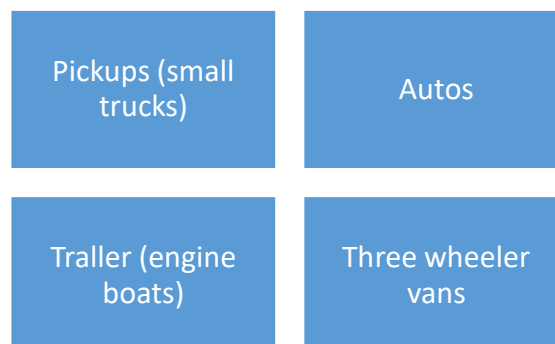 Pickups (small
trucks)
Autos
Traller (engine
boats)
Three wheeler
vans